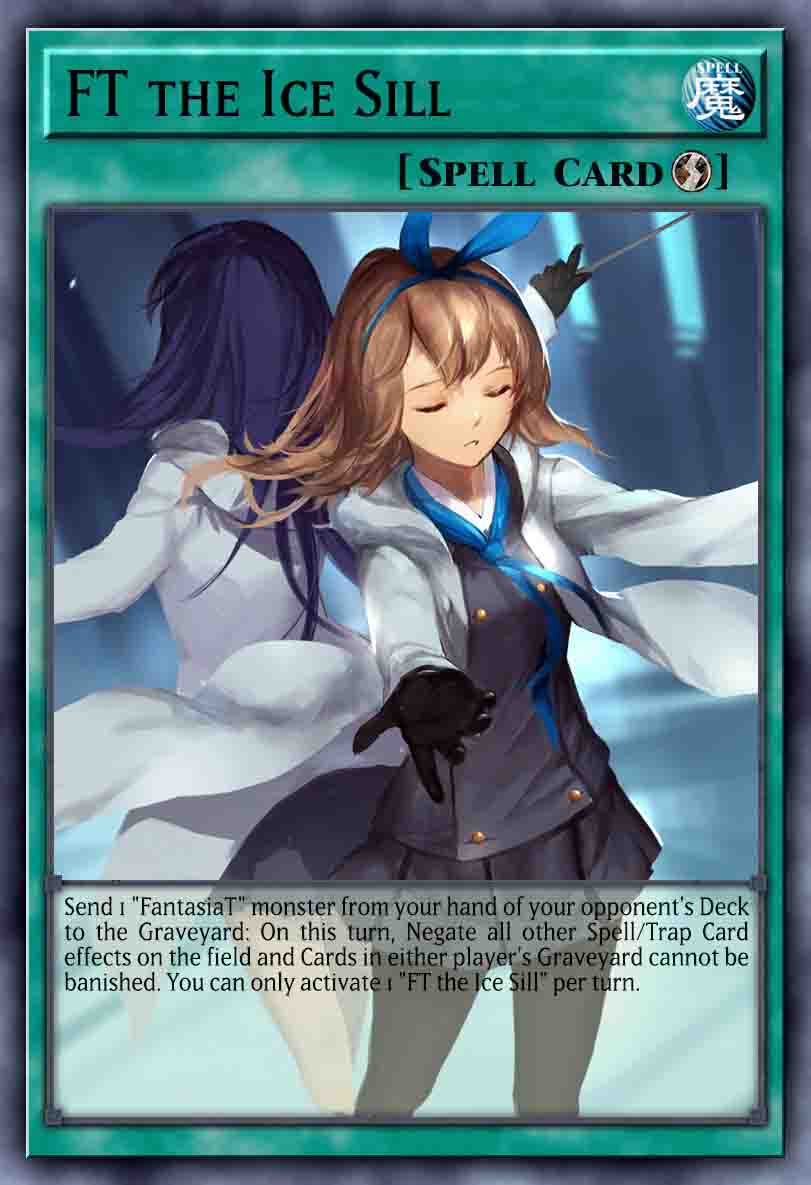 FT the Ice Sill
SPELL
魔
[Spell Card]
Send 1 "FantasiaT" monster from your hand of your opponent's Deck
to the Graveyard: On this turn, Negate all other Spell/Trap Card
effects on the field and Cards in either player's Graveyard cannot be
banished. You can only activate 1 "FT the Ice Sill" per turn.